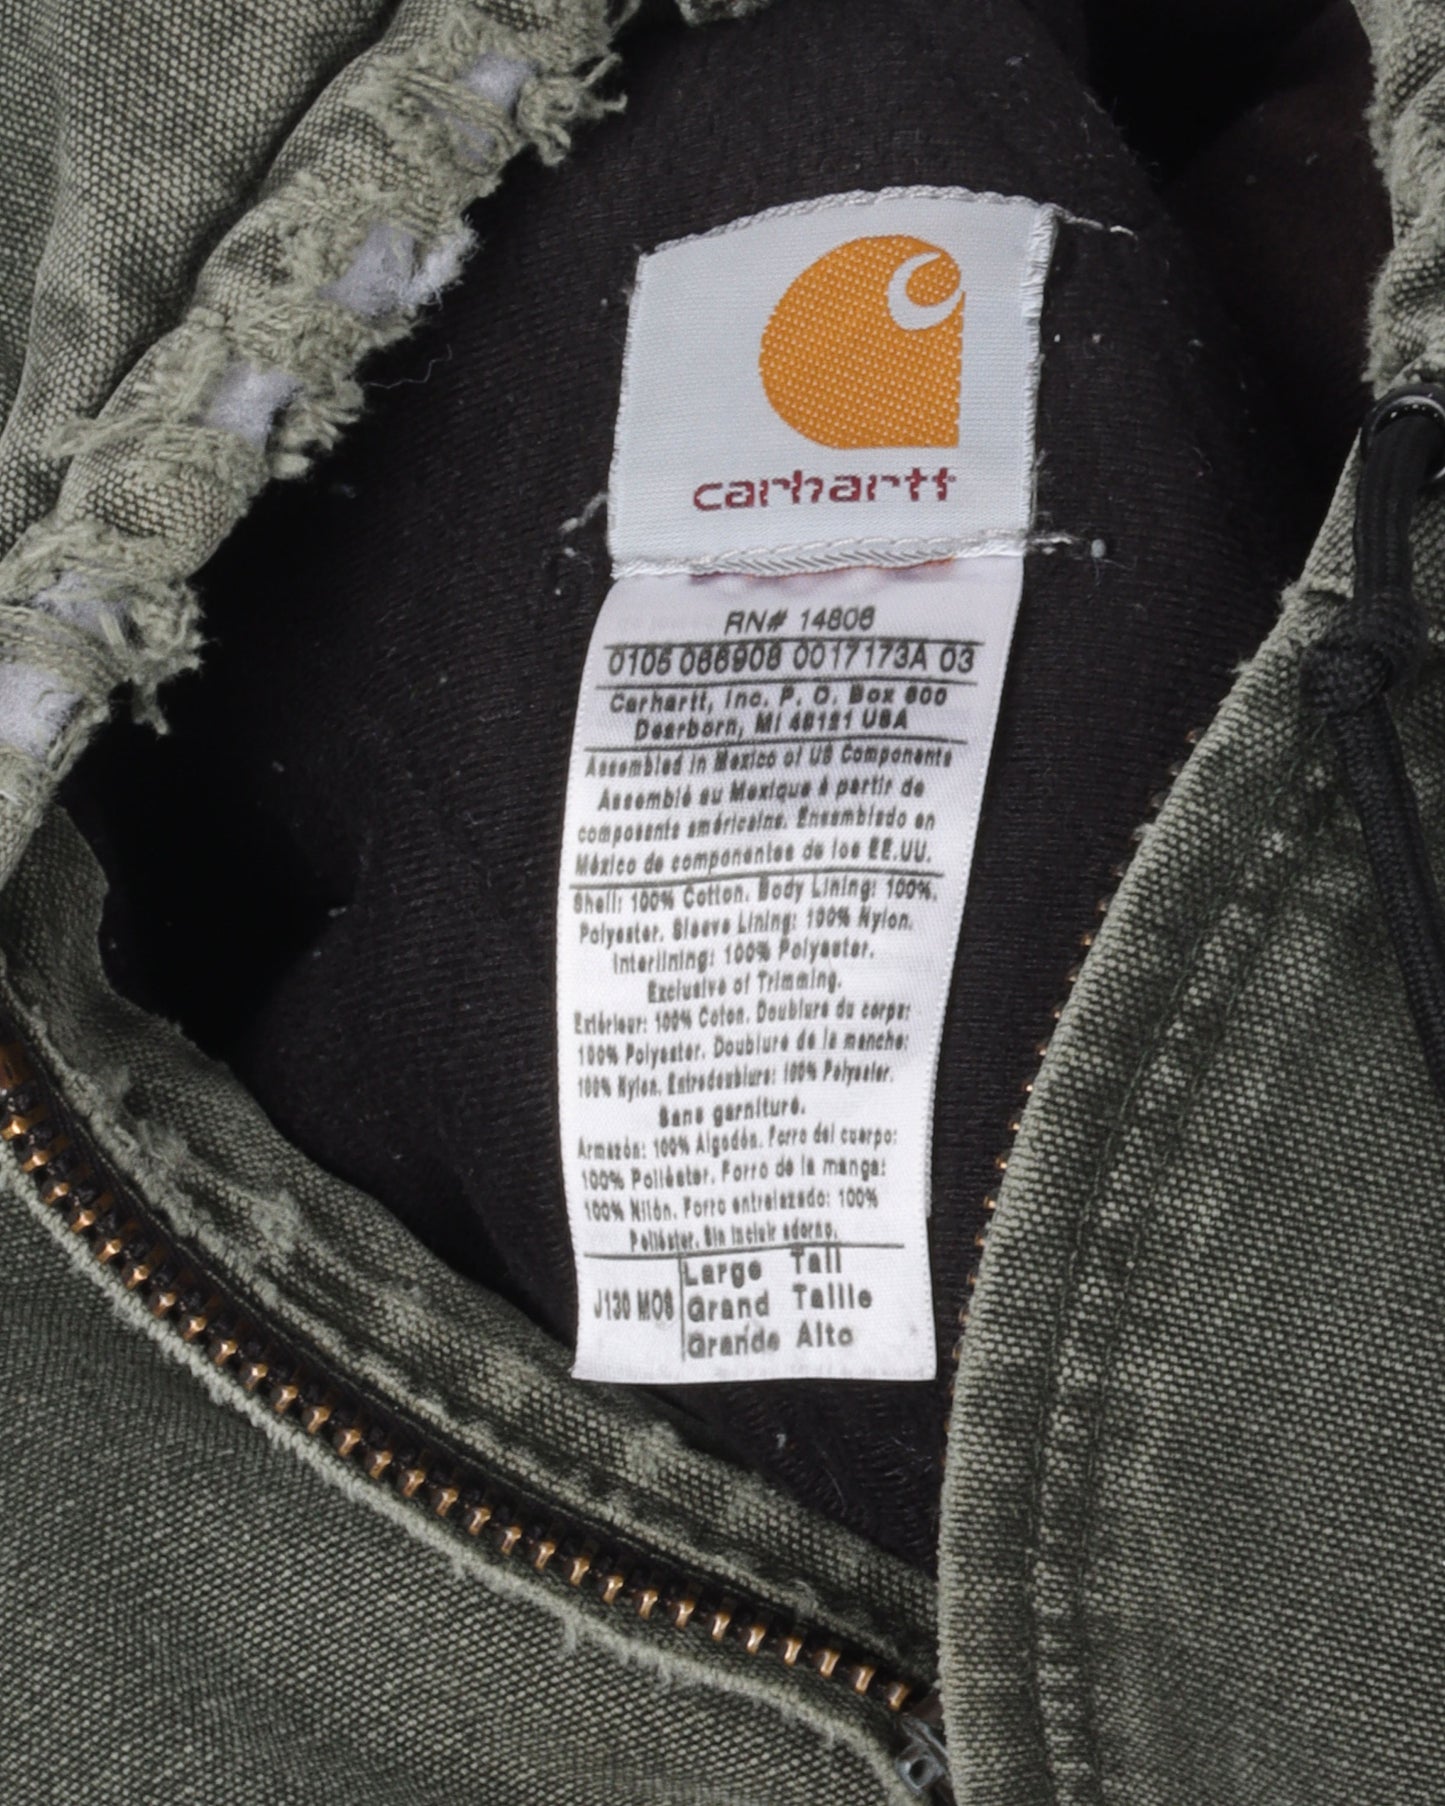 carhartt
RN# 14806
0105 066908 0017173A 03
Carhartt, Inc. P. O. Box 600
Dearborn, MI 48121 USA
Assembled in Mexico of US Components
Assemblé au Mexique à partir de
composants américains. Ensamblado en
México de componentes de los EE.UU.
Shell: 100% Cotton. Body Lining: 100%.
Polyester. Sleeve Lining: 100% Nylon.
Interlining: 100% Polyester.
Exclusive of Trimming.
Extérieur: 100% Coton. Doublure du corps:
100% Polyester. Doublure de la manche:
100% Nylon. Entredoublure: 100% Polyester.
Sans garniture.
Armazón: 100% Algodón. Forro del cuerpo:
100% Poliéster. Forro de la manga:
100% Nilón. Forro entrelazado: 100%
Poliéster. Sin incluir adorno.
J130 MOS Large Tall
Grand Taille
Grande Alto